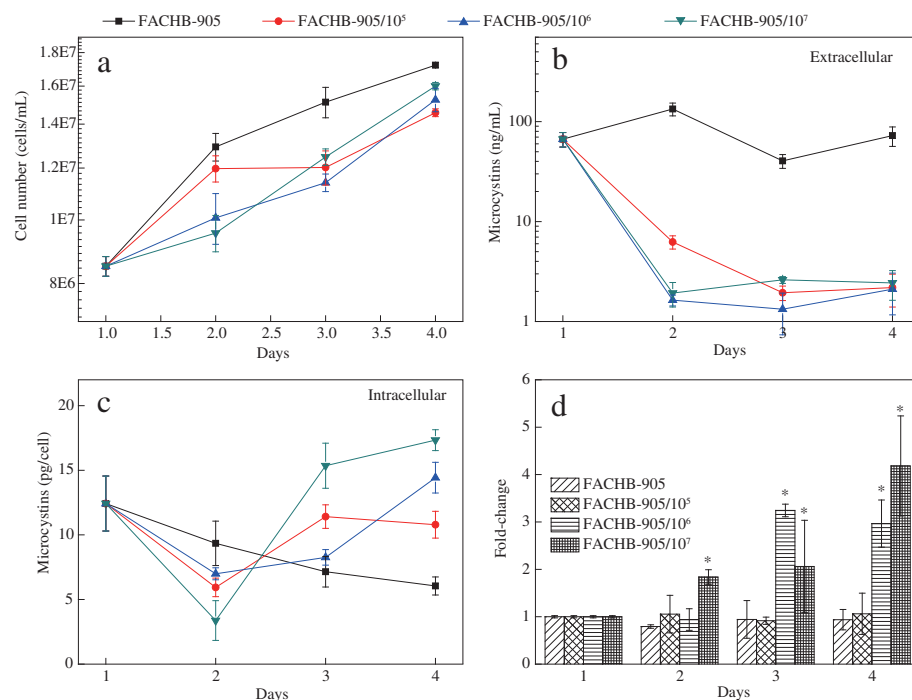 FACHB-905 FACHB-905/10⁵ FACHB-905/10⁶ FACHB-905/10⁷
a
1.8E7
1.6E7
1.4E7
1.2E7
1E7
8E6
Cell number (cells/mL)
1.0 1.5 2.0 2.5 3.0 3.5 4.0
Days
b
Extracellular
100
10
1
Microcystins (ng/mL)
1 2 3 4
Days
c
Intracellular
20
15
10
5
0
Microcystins (pg/cell)
1 2 3 4
Days
d
6
5
4
3
2
1
0
Fold-change
FACHB-905
FACHB-905/10⁵
FACHB-905/10⁶
FACHB-905/10⁷
* * * * *
1 2 3 4
Days